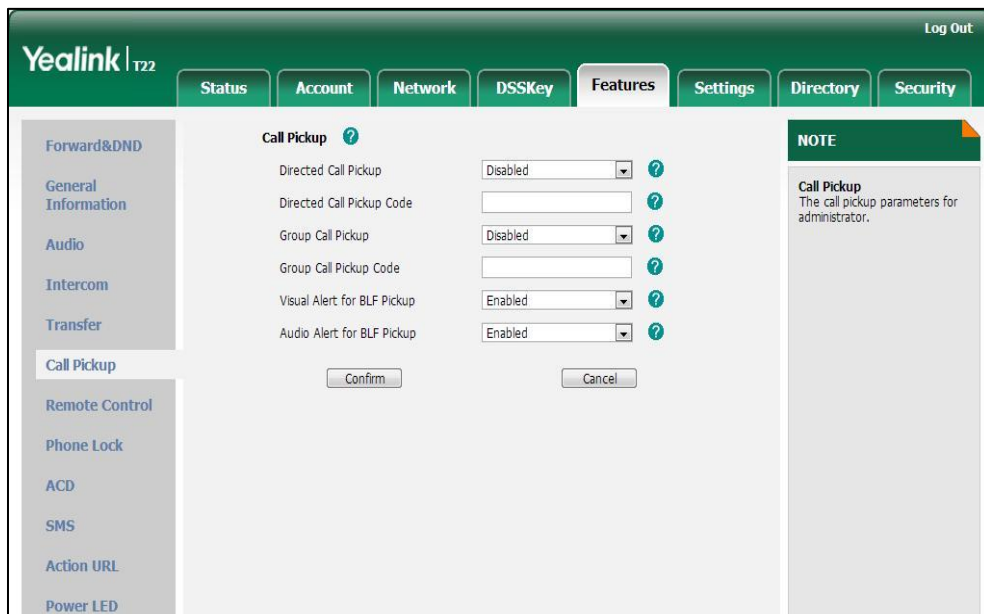 Log Out
Yealink T22
Status Account Network DSSKey Features Settings Directory Security
Forward&DND
General
Information
Audio
Intercom
Transfer
Call Pickup
Remote Control
Phone Lock
ACD
SMS
Action URL
Power LED
Call Pickup ?
Directed Call Pickup Disabled ?
Directed Call Pickup Code ?
Group Call Pickup Disabled ?
Group Call Pickup Code ?
Visual Alert for BLF Pickup Enabled ?
Audio Alert for BLF Pickup Enabled ?
Confirm Cancel
NOTE
Call Pickup
The call pickup parameters for
administrator.